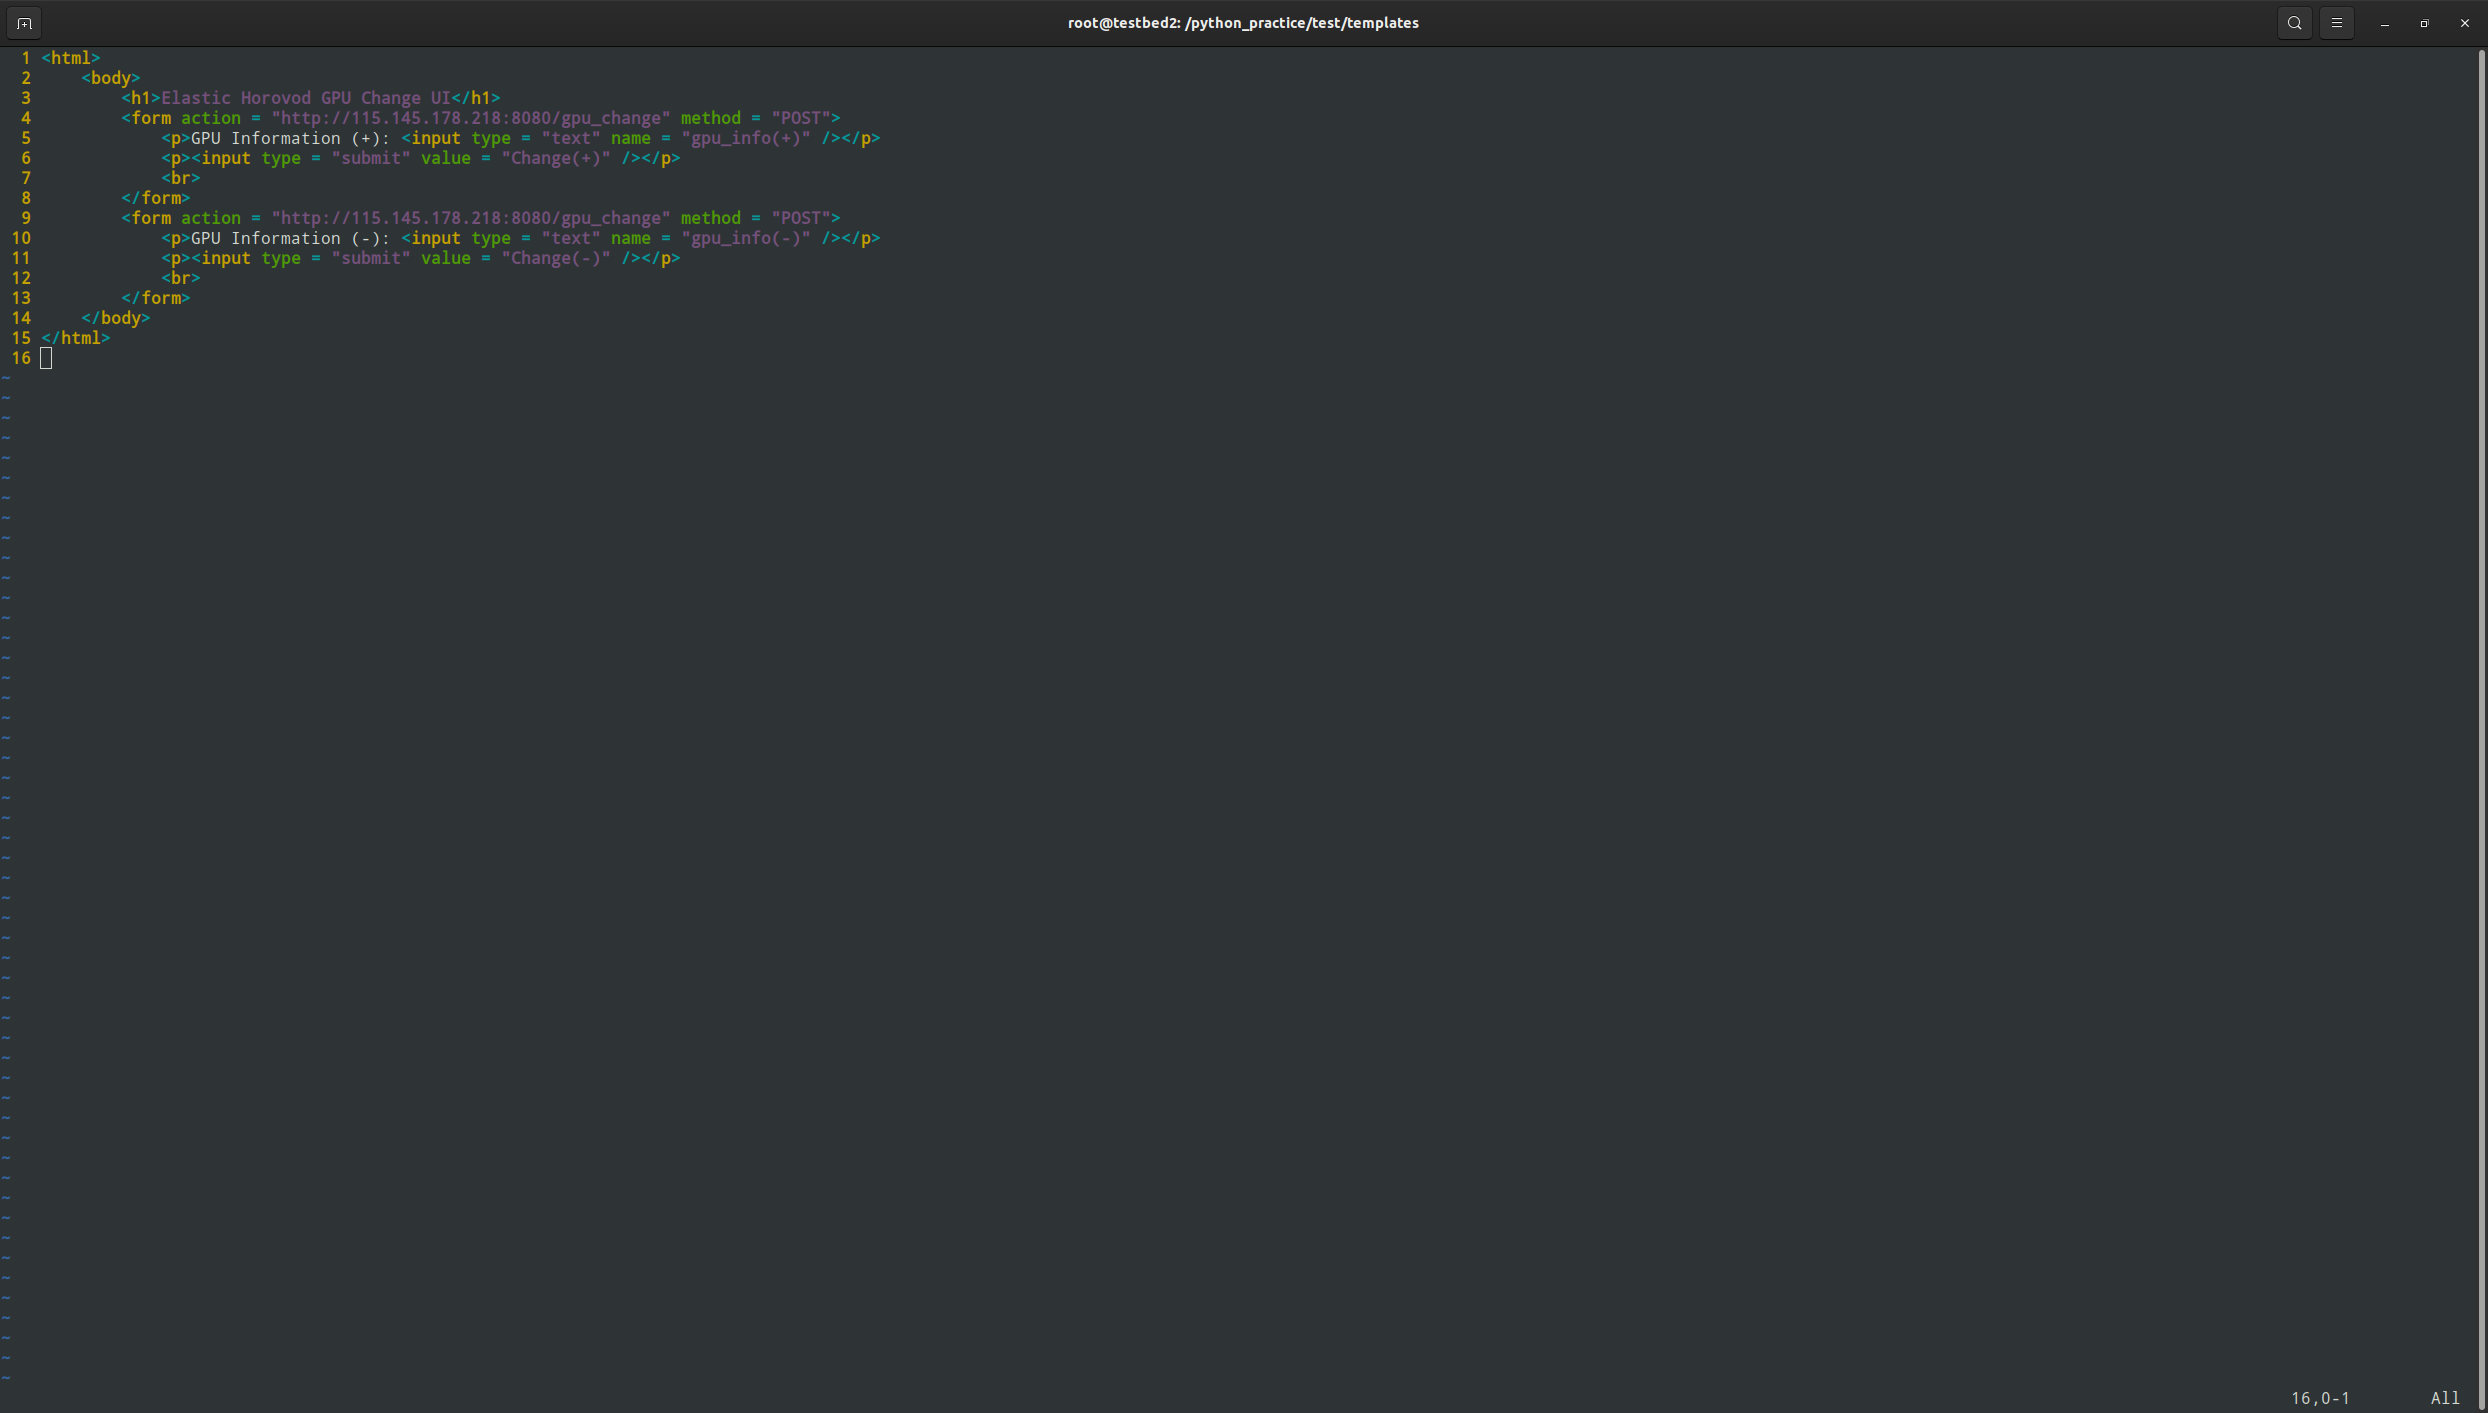 root@testbed2: /python_practice/test/templates
1 <html>
2     <body>
3         <h1>Elastic Horovod GPU Change UI</h1>
4         <form action = "http://115.145.178.218:8080/gpu_change" method = "POST">
5             <p>GPU Information (+): <input type = "text" name = "gpu_info(+)" /></p>
6             <p><input type = "submit" value = "Change(+)" /></p>
7             <br>
8         </form>
9         <form action = "http://115.145.178.218:8080/gpu_change" method = "POST">
10             <p>GPU Information (-): <input type = "text" name = "gpu_info(-)" /></p>
11             <p><input type = "submit" value = "Change(-)" /></p>
12             <br>
13         </form>
14     </body>
15 </html>
16
16,0-1 All